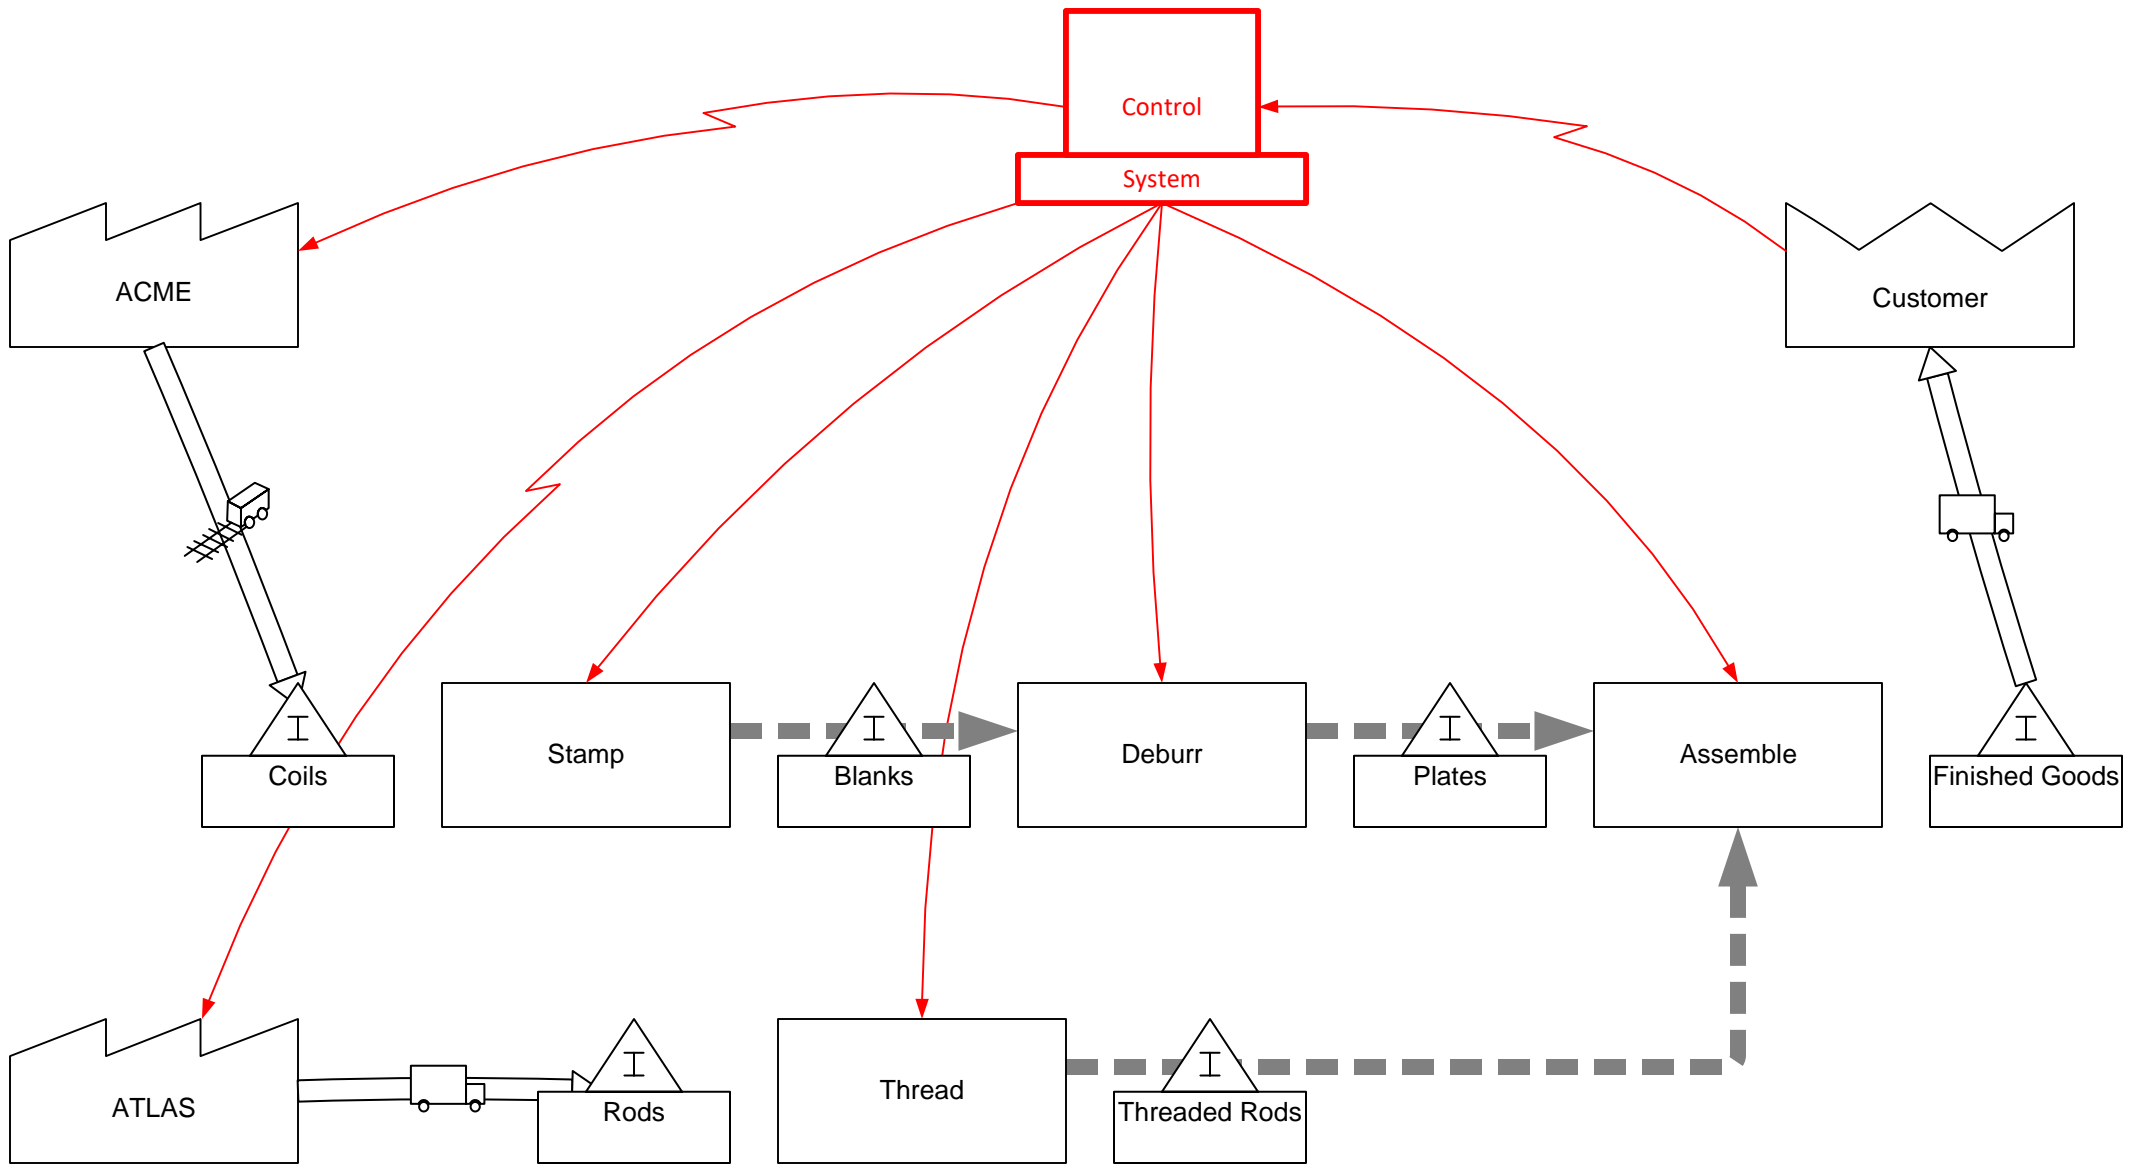 Control
System
ACME
Customer
I
Coils
Stamp
I
Blanks
Deburr
I
Plates
Assemble
I
Finished Goods
ATLAS
I
Rods
Thread
I
Threaded Rods